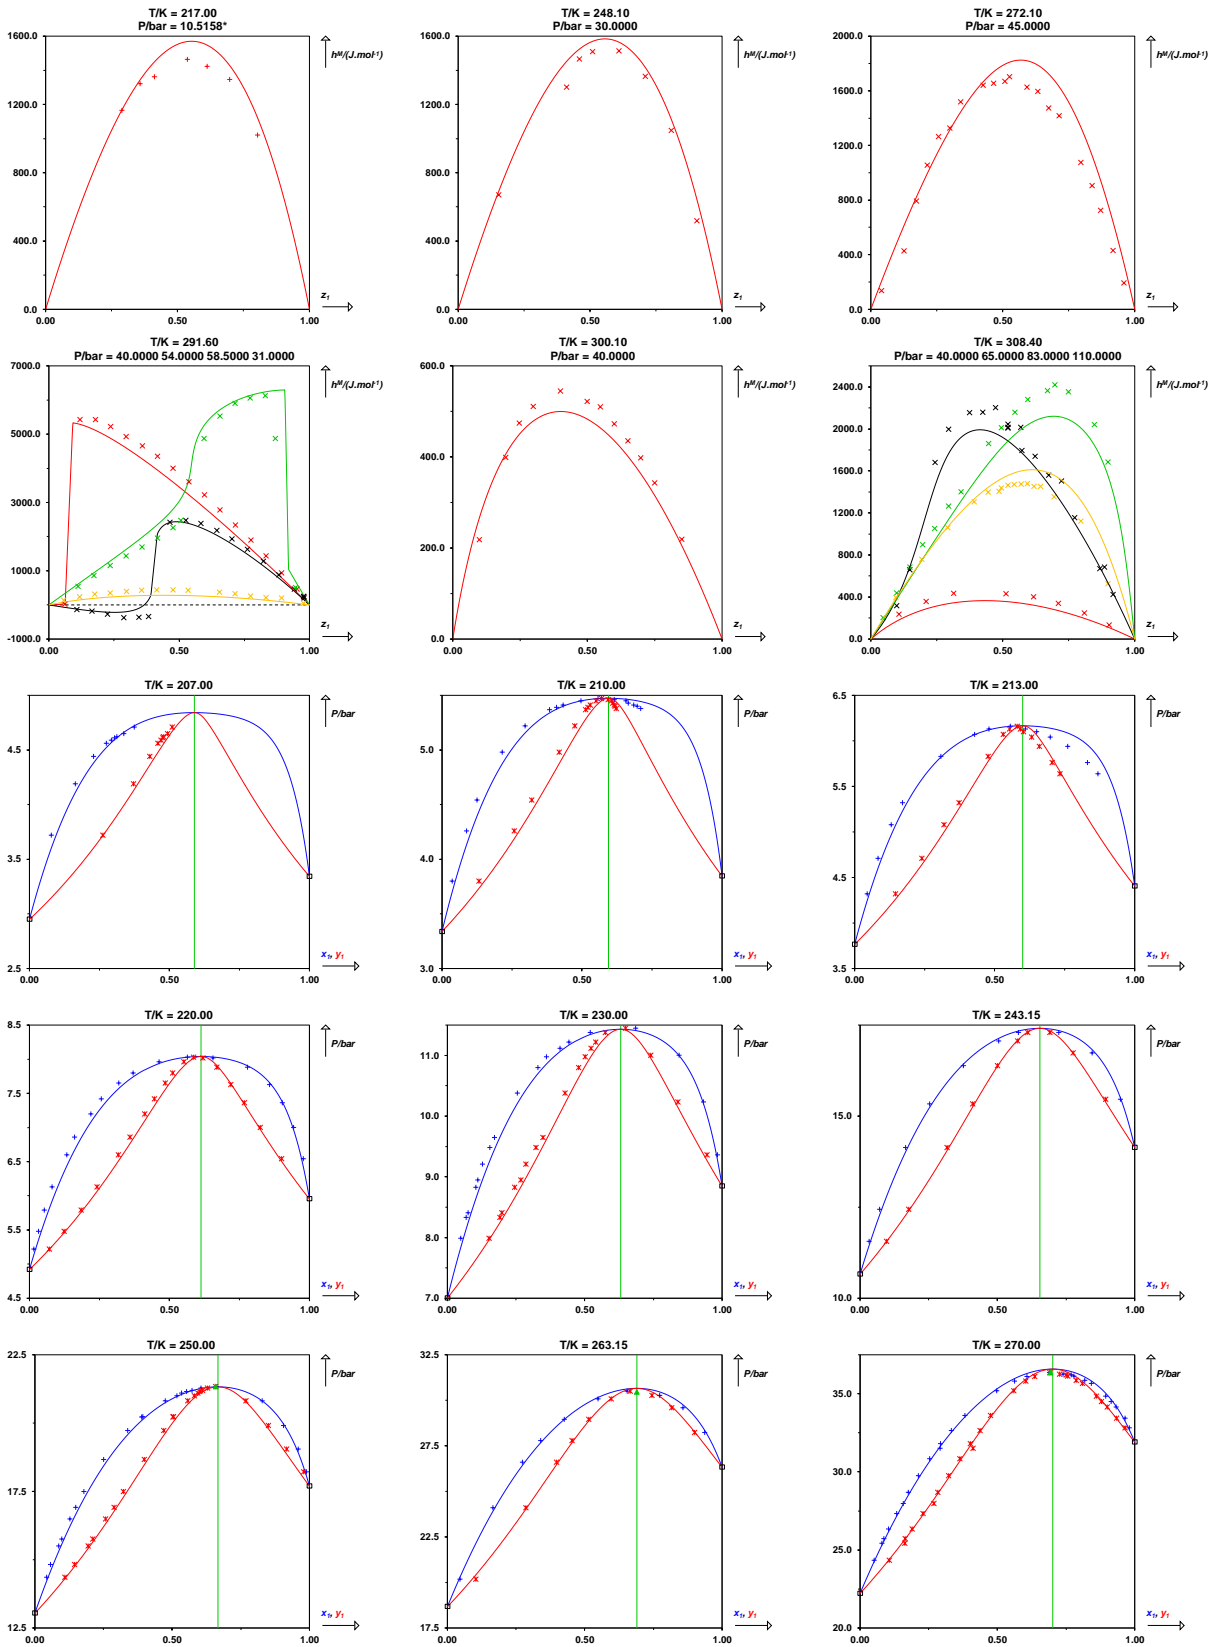 T/K = 217.00
P/bar = 10.5158*
1600.0
1200.0
800.0
400.0
0.0
0.00
0.50
1.00
hᴹ/(J.mol⁻¹)
z₁
T/K = 248.10
P/bar = 30.0000
1600.0
1200.0
800.0
400.0
0.0
0.00
0.50
1.00
hᴹ/(J.mol⁻¹)
z₁
T/K = 272.10
P/bar = 45.0000
2000.0
1600.0
1200.0
800.0
400.0
0.0
0.00
0.50
1.00
hᴹ/(J.mol⁻¹)
z₁
T/K = 291.60
P/bar = 40.0000 54.0000 58.5000 31.0000
7000.0
5000.0
3000.0
1000.0
-1000.0
0.00
0.50
1.00
hᴹ/(J.mol⁻¹)
z₁
T/K = 300.10
P/bar = 40.0000
600.0
400.0
200.0
0.0
0.00
0.50
1.00
hᴹ/(J.mol⁻¹)
z₁
T/K = 308.40
P/bar = 40.0000 65.0000 83.0000 110.0000
2400.0
2000.0
1600.0
1200.0
800.0
400.0
0.0
0.00
0.50
1.00
hᴹ/(J.mol⁻¹)
z₁
T/K = 207.00
4.5
3.5
2.5
0.00
0.50
1.00
P/bar
x₁, y₁
T/K = 210.00
5.0
4.0
3.0
0.00
0.50
1.00
P/bar
x₁, y₁
T/K = 213.00
6.5
5.5
4.5
3.5
0.00
0.50
1.00
P/bar
x₁, y₁
T/K = 220.00
8.5
7.5
6.5
5.5
4.5
0.00
0.50
1.00
P/bar
x₁, y₁
T/K = 230.00
11.0
10.0
9.0
8.0
7.0
0.00
0.50
1.00
P/bar
x₁, y₁
T/K = 243.15
15.0
10.0
0.00
0.50
1.00
P/bar
x₁, y₁
T/K = 250.00
22.5
17.5
12.5
0.00
0.50
1.00
P/bar
x₁, y₁
T/K = 263.15
32.5
27.5
22.5
17.5
0.00
0.50
1.00
P/bar
x₁, y₁
T/K = 270.00
35.0
30.0
25.0
20.0
0.00
0.50
1.00
P/bar
x₁, y₁